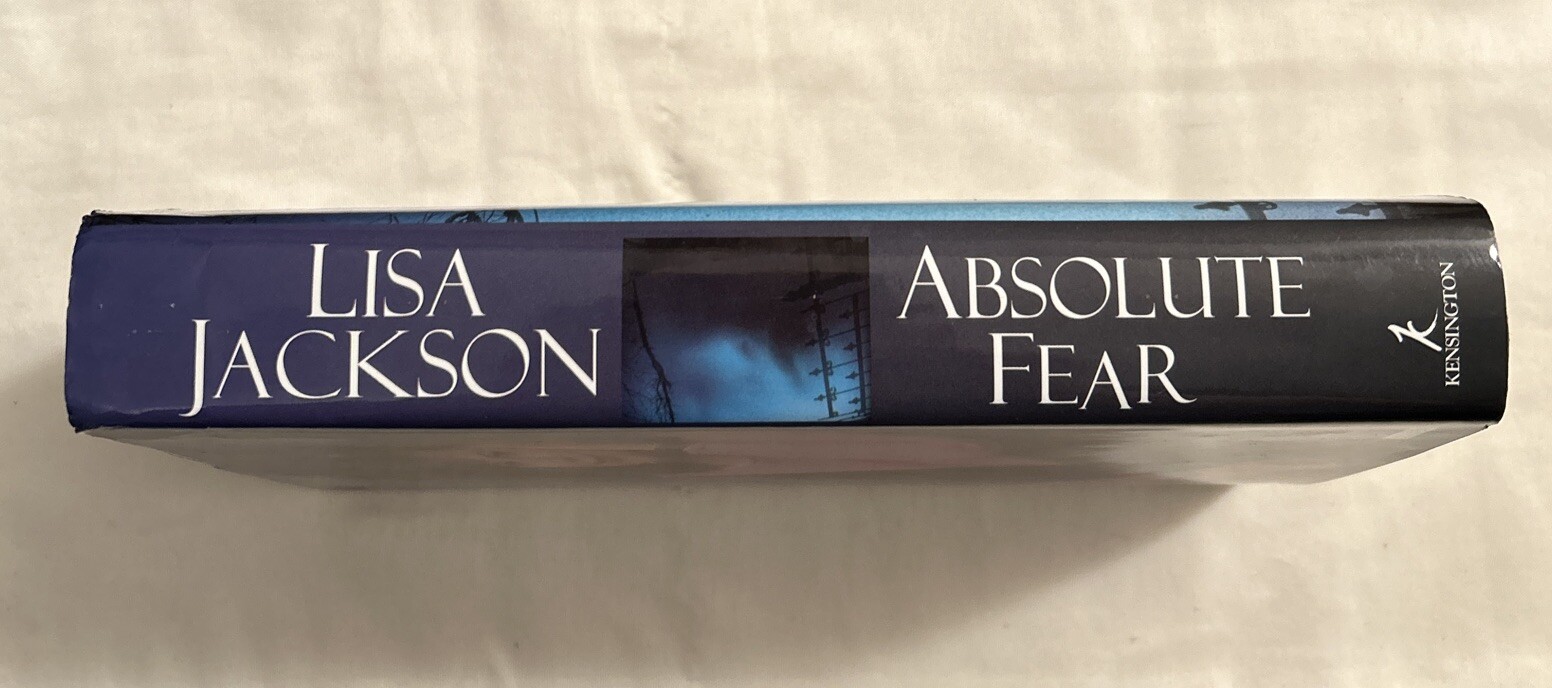 LISA
JACKSON
ABSOLUTE
FEAR
KENSINGTON